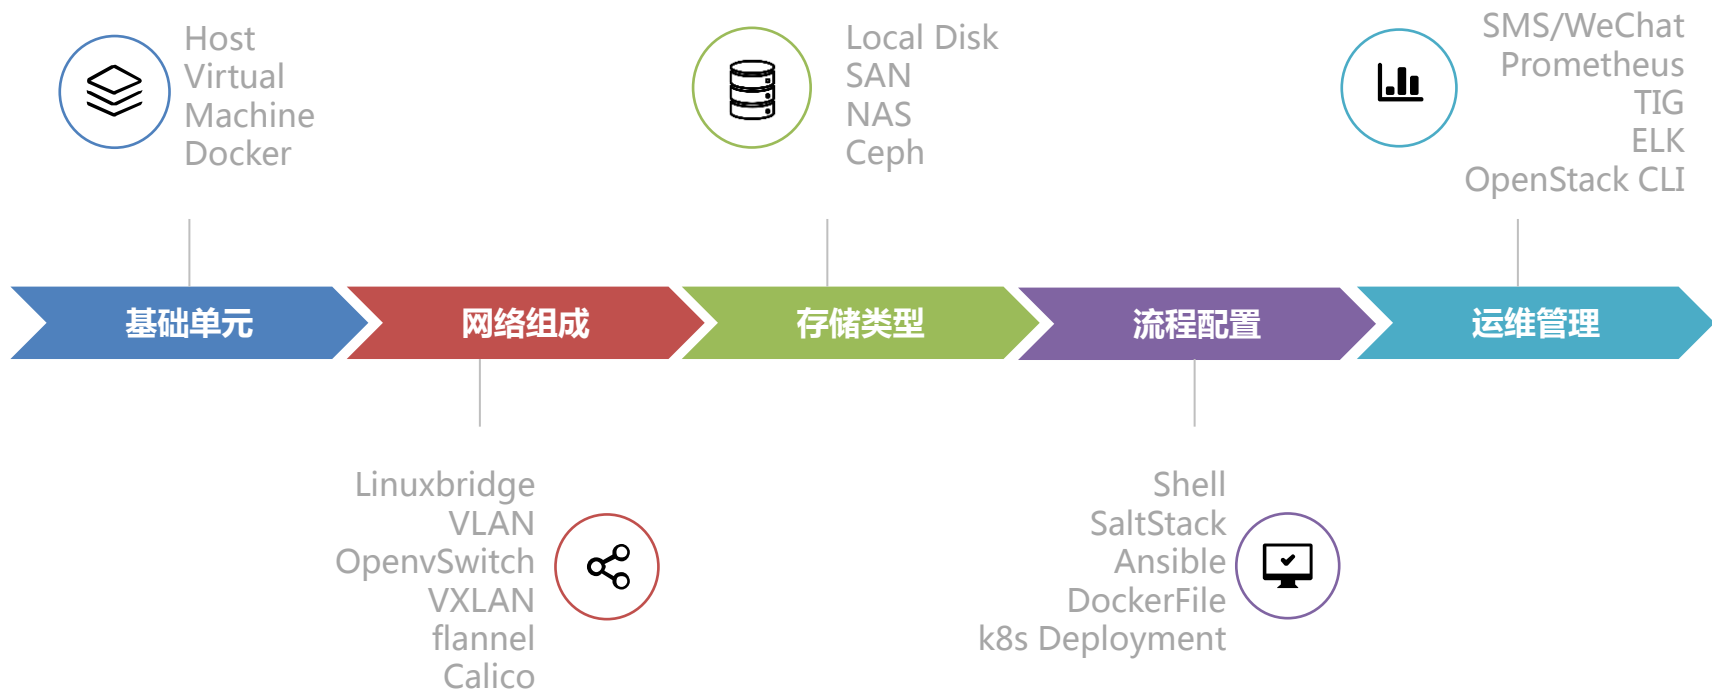 Host
Virtual
Machine
Docker
Local Disk
SAN
NAS
Ceph
SMS/WeChat
Prometheus
TIG
ELK
OpenStack CLI
基础单元
网络组成
存储类型
流程配置
运维管理
Linuxbridge
VLAN
OpenvSwitch
VXLAN
flannel
Calico
Shell
SaltStack
Ansible
DockerFile
k8s Deployment